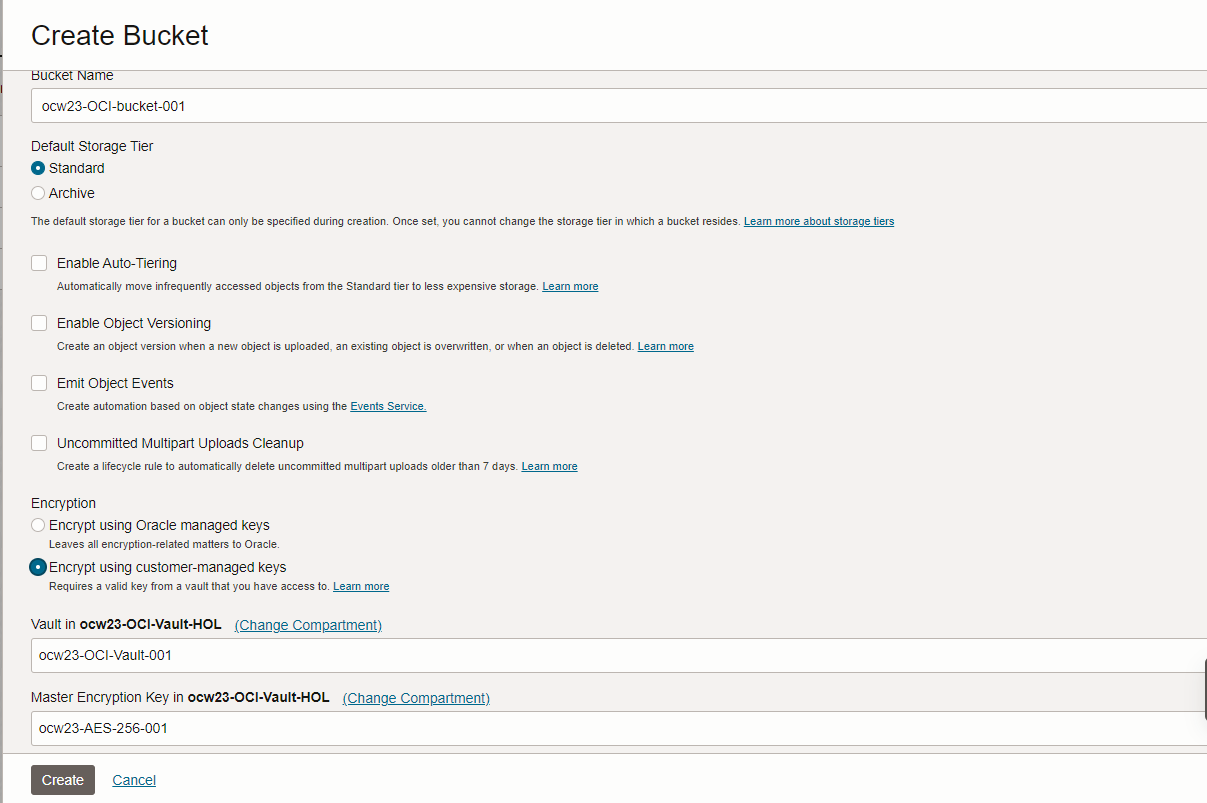 Create Bucket
Bucket Name
ocw23-OCI-bucket-001
Default Storage Tier
Standard
Archive
The default storage tier for a bucket can only be specified during creation. Once set, you cannot change the storage tier in which a bucket resides. Learn more about storage tiers
Enable Auto-Tiering
Automatically move infrequently accessed objects from the Standard tier to less expensive storage. Learn more
Enable Object Versioning
Create an object version when a new object is uploaded, an existing object is overwritten, or when an object is deleted. Learn more
Emit Object Events
Create automation based on object state changes using the Events Service.
Uncommitted Multipart Uploads Cleanup
Create a lifecycle rule to automatically delete uncommitted multipart uploads older than 7 days. Learn more
Encryption
Encrypt using Oracle managed keys
Leaves all encryption-related matters to Oracle.
Encrypt using customer-managed keys
Requires a valid key from a vault that you have access to. Learn more
Vault in ocw23-OCI-Vault-HOL (Change Compartment)
ocw23-OCI-Vault-001
Master Encryption Key in ocw23-OCI-Vault-HOL (Change Compartment)
ocw23-AES-256-001
Create Cancel